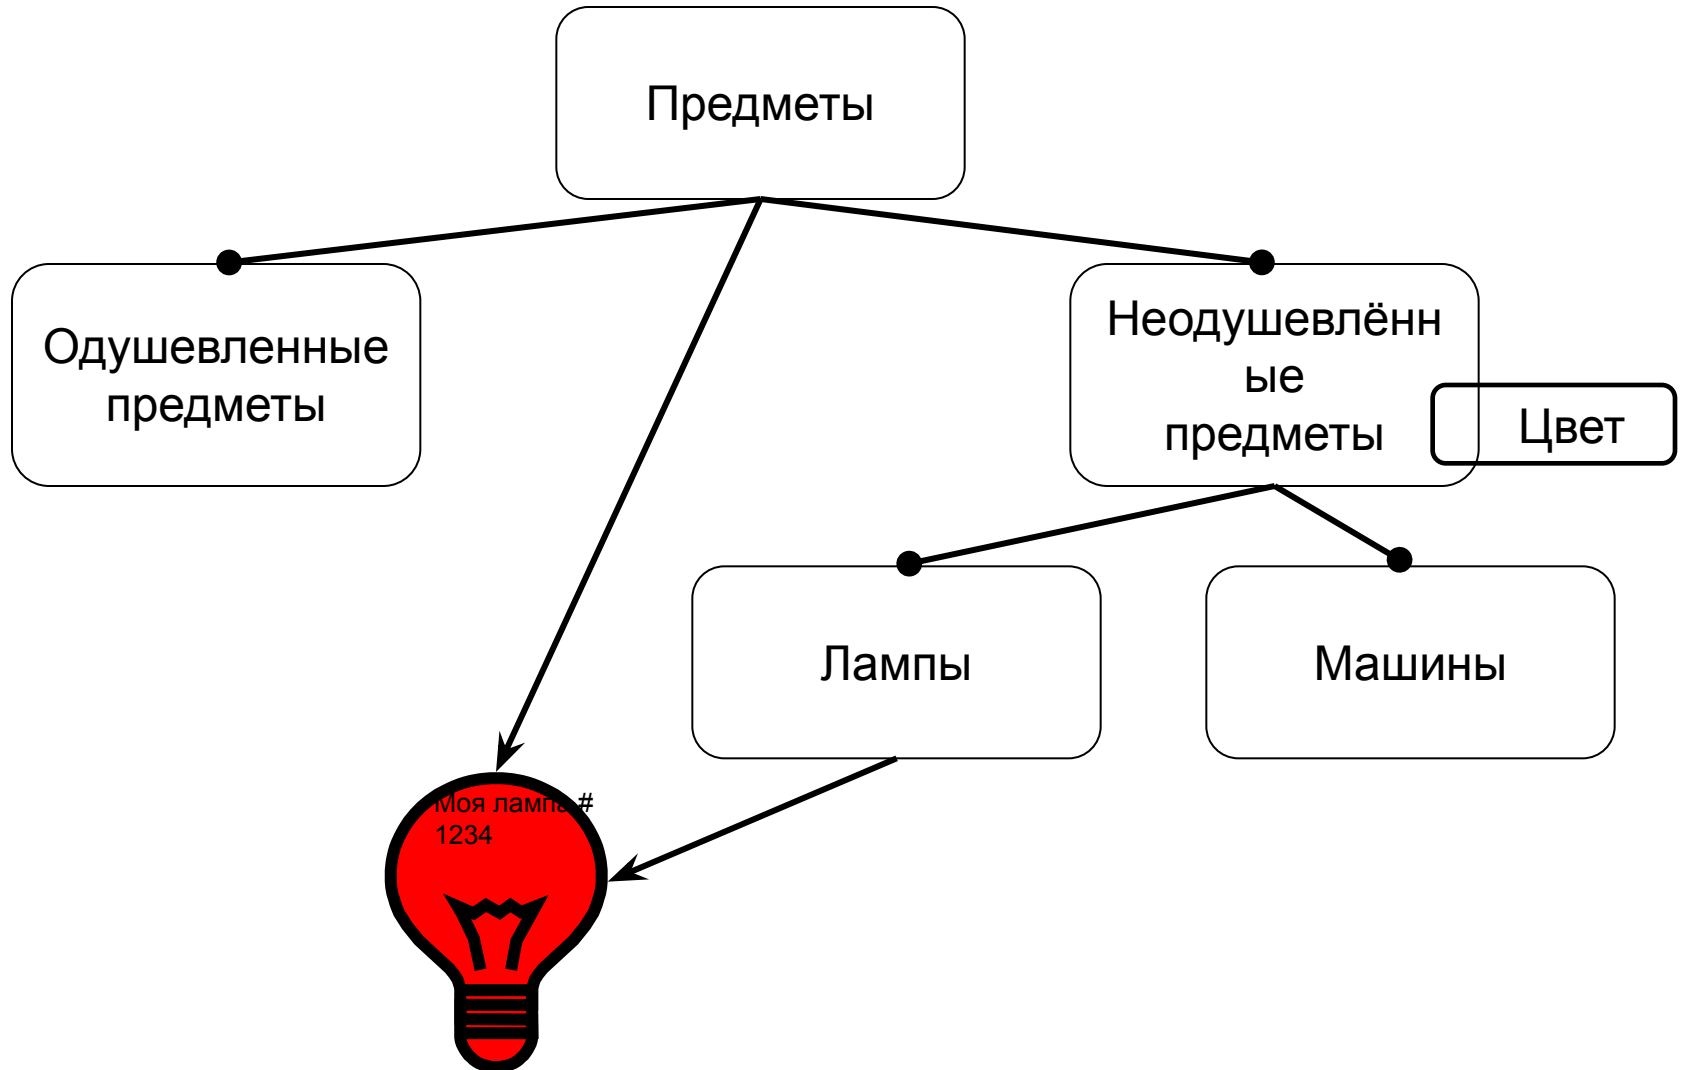 Предметы
Одушевленные
предметы
Неодушевлённ
ые
предметы
Цвет
Лампы
Машины
Моя лампа #
1234